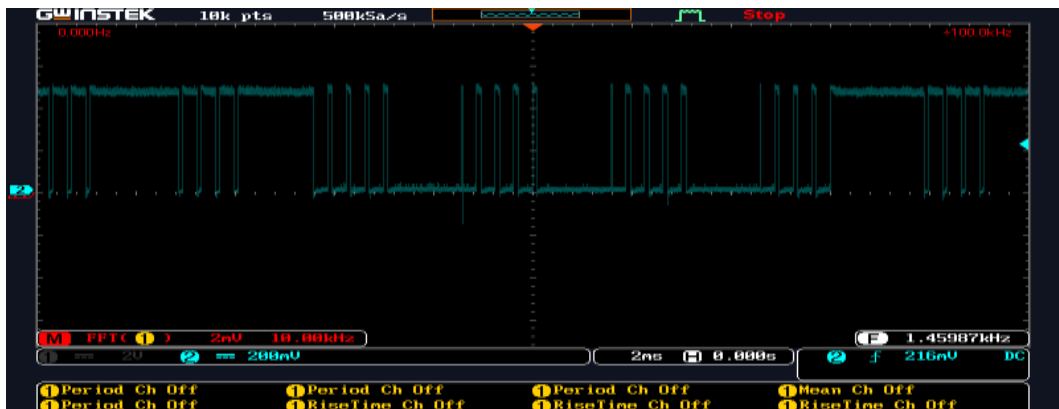 GWINSTEK 10k pts 500kSa/s Stop
0.000Hz +100.0kHz
2
M FFT( 1 ) 2mV 10.00kHz F 1.45987kHz
1 2V 2 200mV 2ms H 0.000s 2 216mV DC
1 Period Ch Off 1 Period Ch Off 1 Period Ch Off 1 Mean Ch Off
1 Period Ch Off 1 RiseTime Ch Off 1 RiseTime Ch Off 1 RiseTime Ch Off